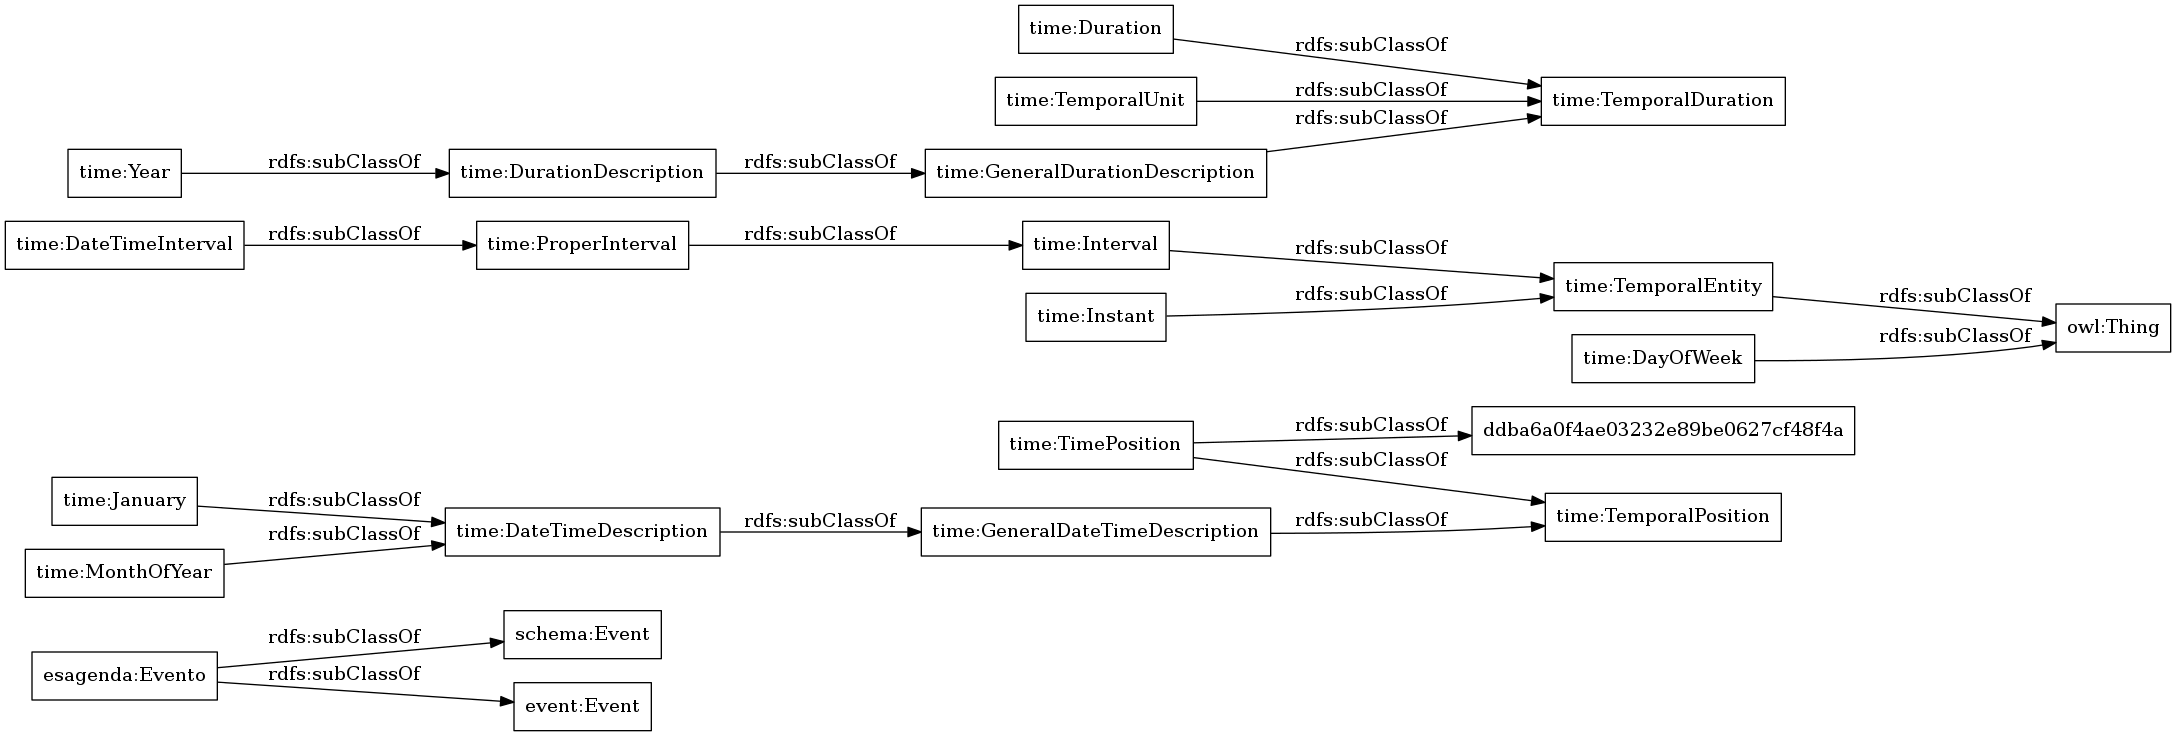 time:Duration
rdfs:subClassOf
time:TemporalUnit
rdfs:subClassOf
time:TemporalDuration
rdfs:subClassOf
time:Year
rdfs:subClassOf
time:DurationDescription
rdfs:subClassOf
time:GeneralDurationDescription
time:DateTimeInterval
rdfs:subClassOf
time:ProperInterval
rdfs:subClassOf
time:Interval
rdfs:subClassOf
time:Instant
rdfs:subClassOf
time:TemporalEntity
rdfs:subClassOf
owl:Thing
time:DayOfWeek
rdfs:subClassOf
time:TimePosition
rdfs:subClassOf
ddba6a0f4ae03232e89be0627cf48f4a
rdfs:subClassOf
time:TemporalPosition
time:January
rdfs:subClassOf
time:MonthOfYear
rdfs:subClassOf
time:DateTimeDescription
rdfs:subClassOf
time:GeneralDateTimeDescription
rdfs:subClassOf
esagenda:Evento
rdfs:subClassOf
schema:Event
rdfs:subClassOf
event:Event